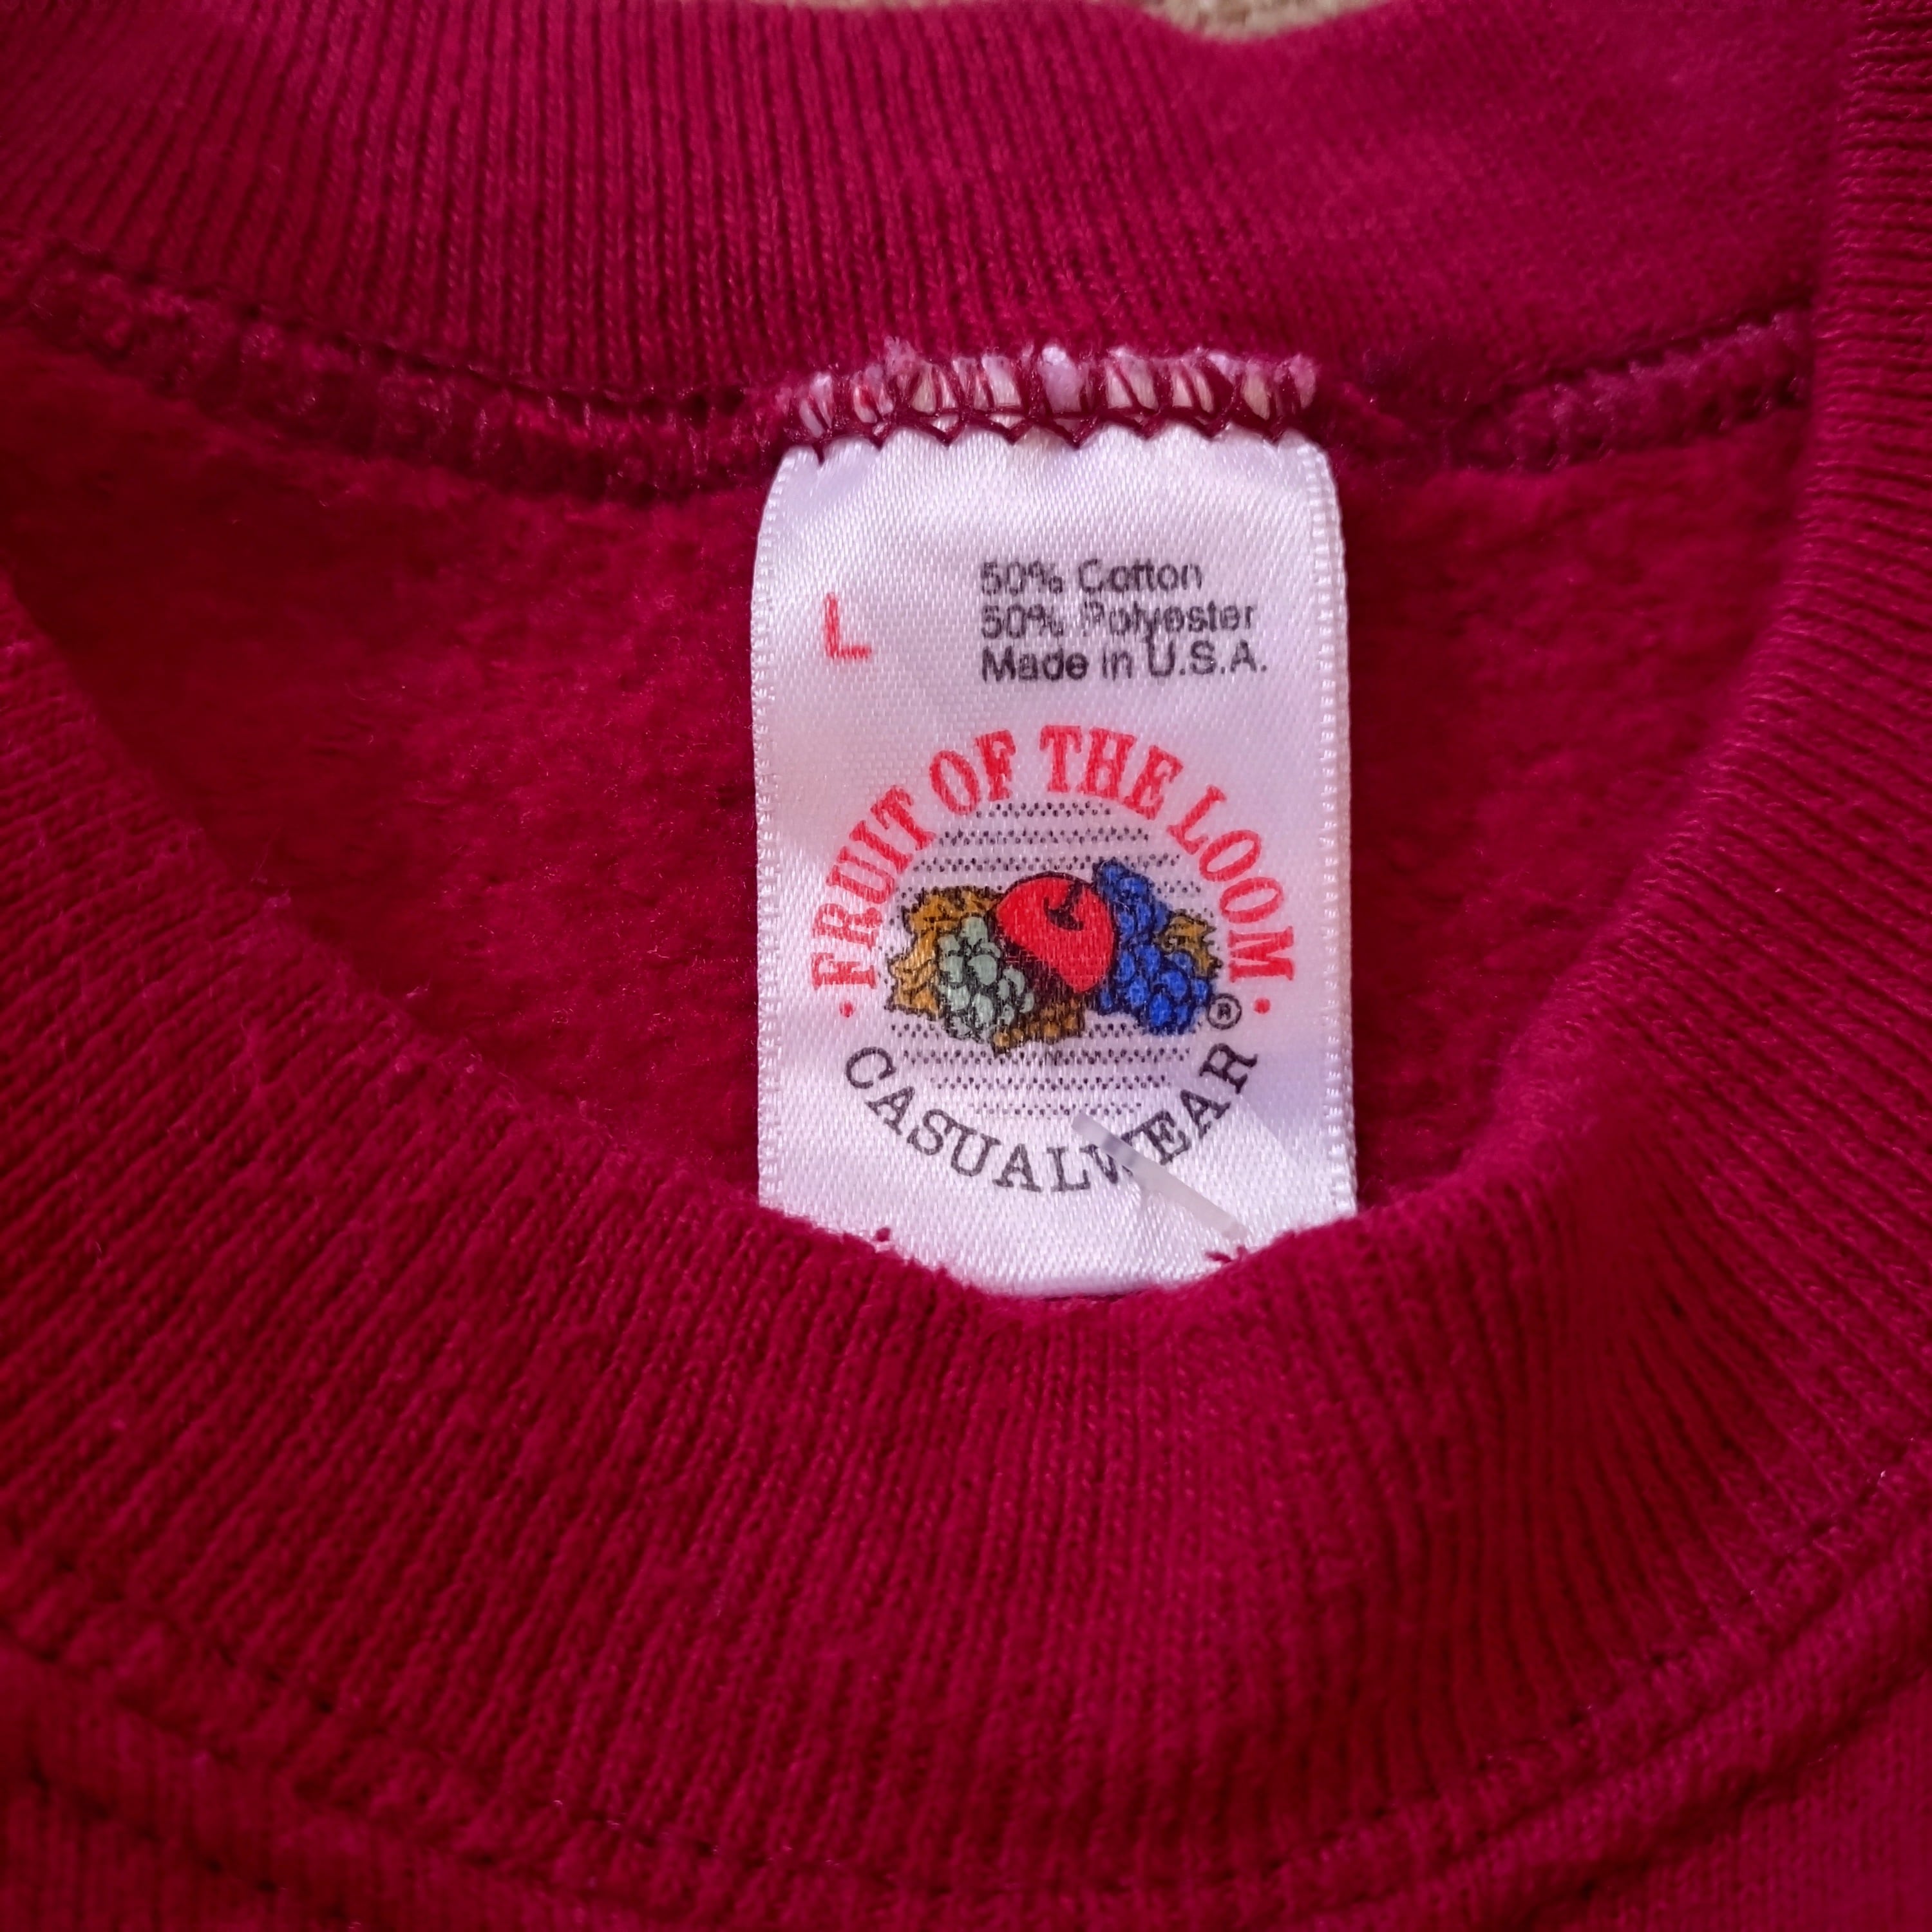 50% Cotton
50% Polyester
Made in U.S.A.
L
· FRUIT OF THE LOOM ·
®
CASUALWEAR